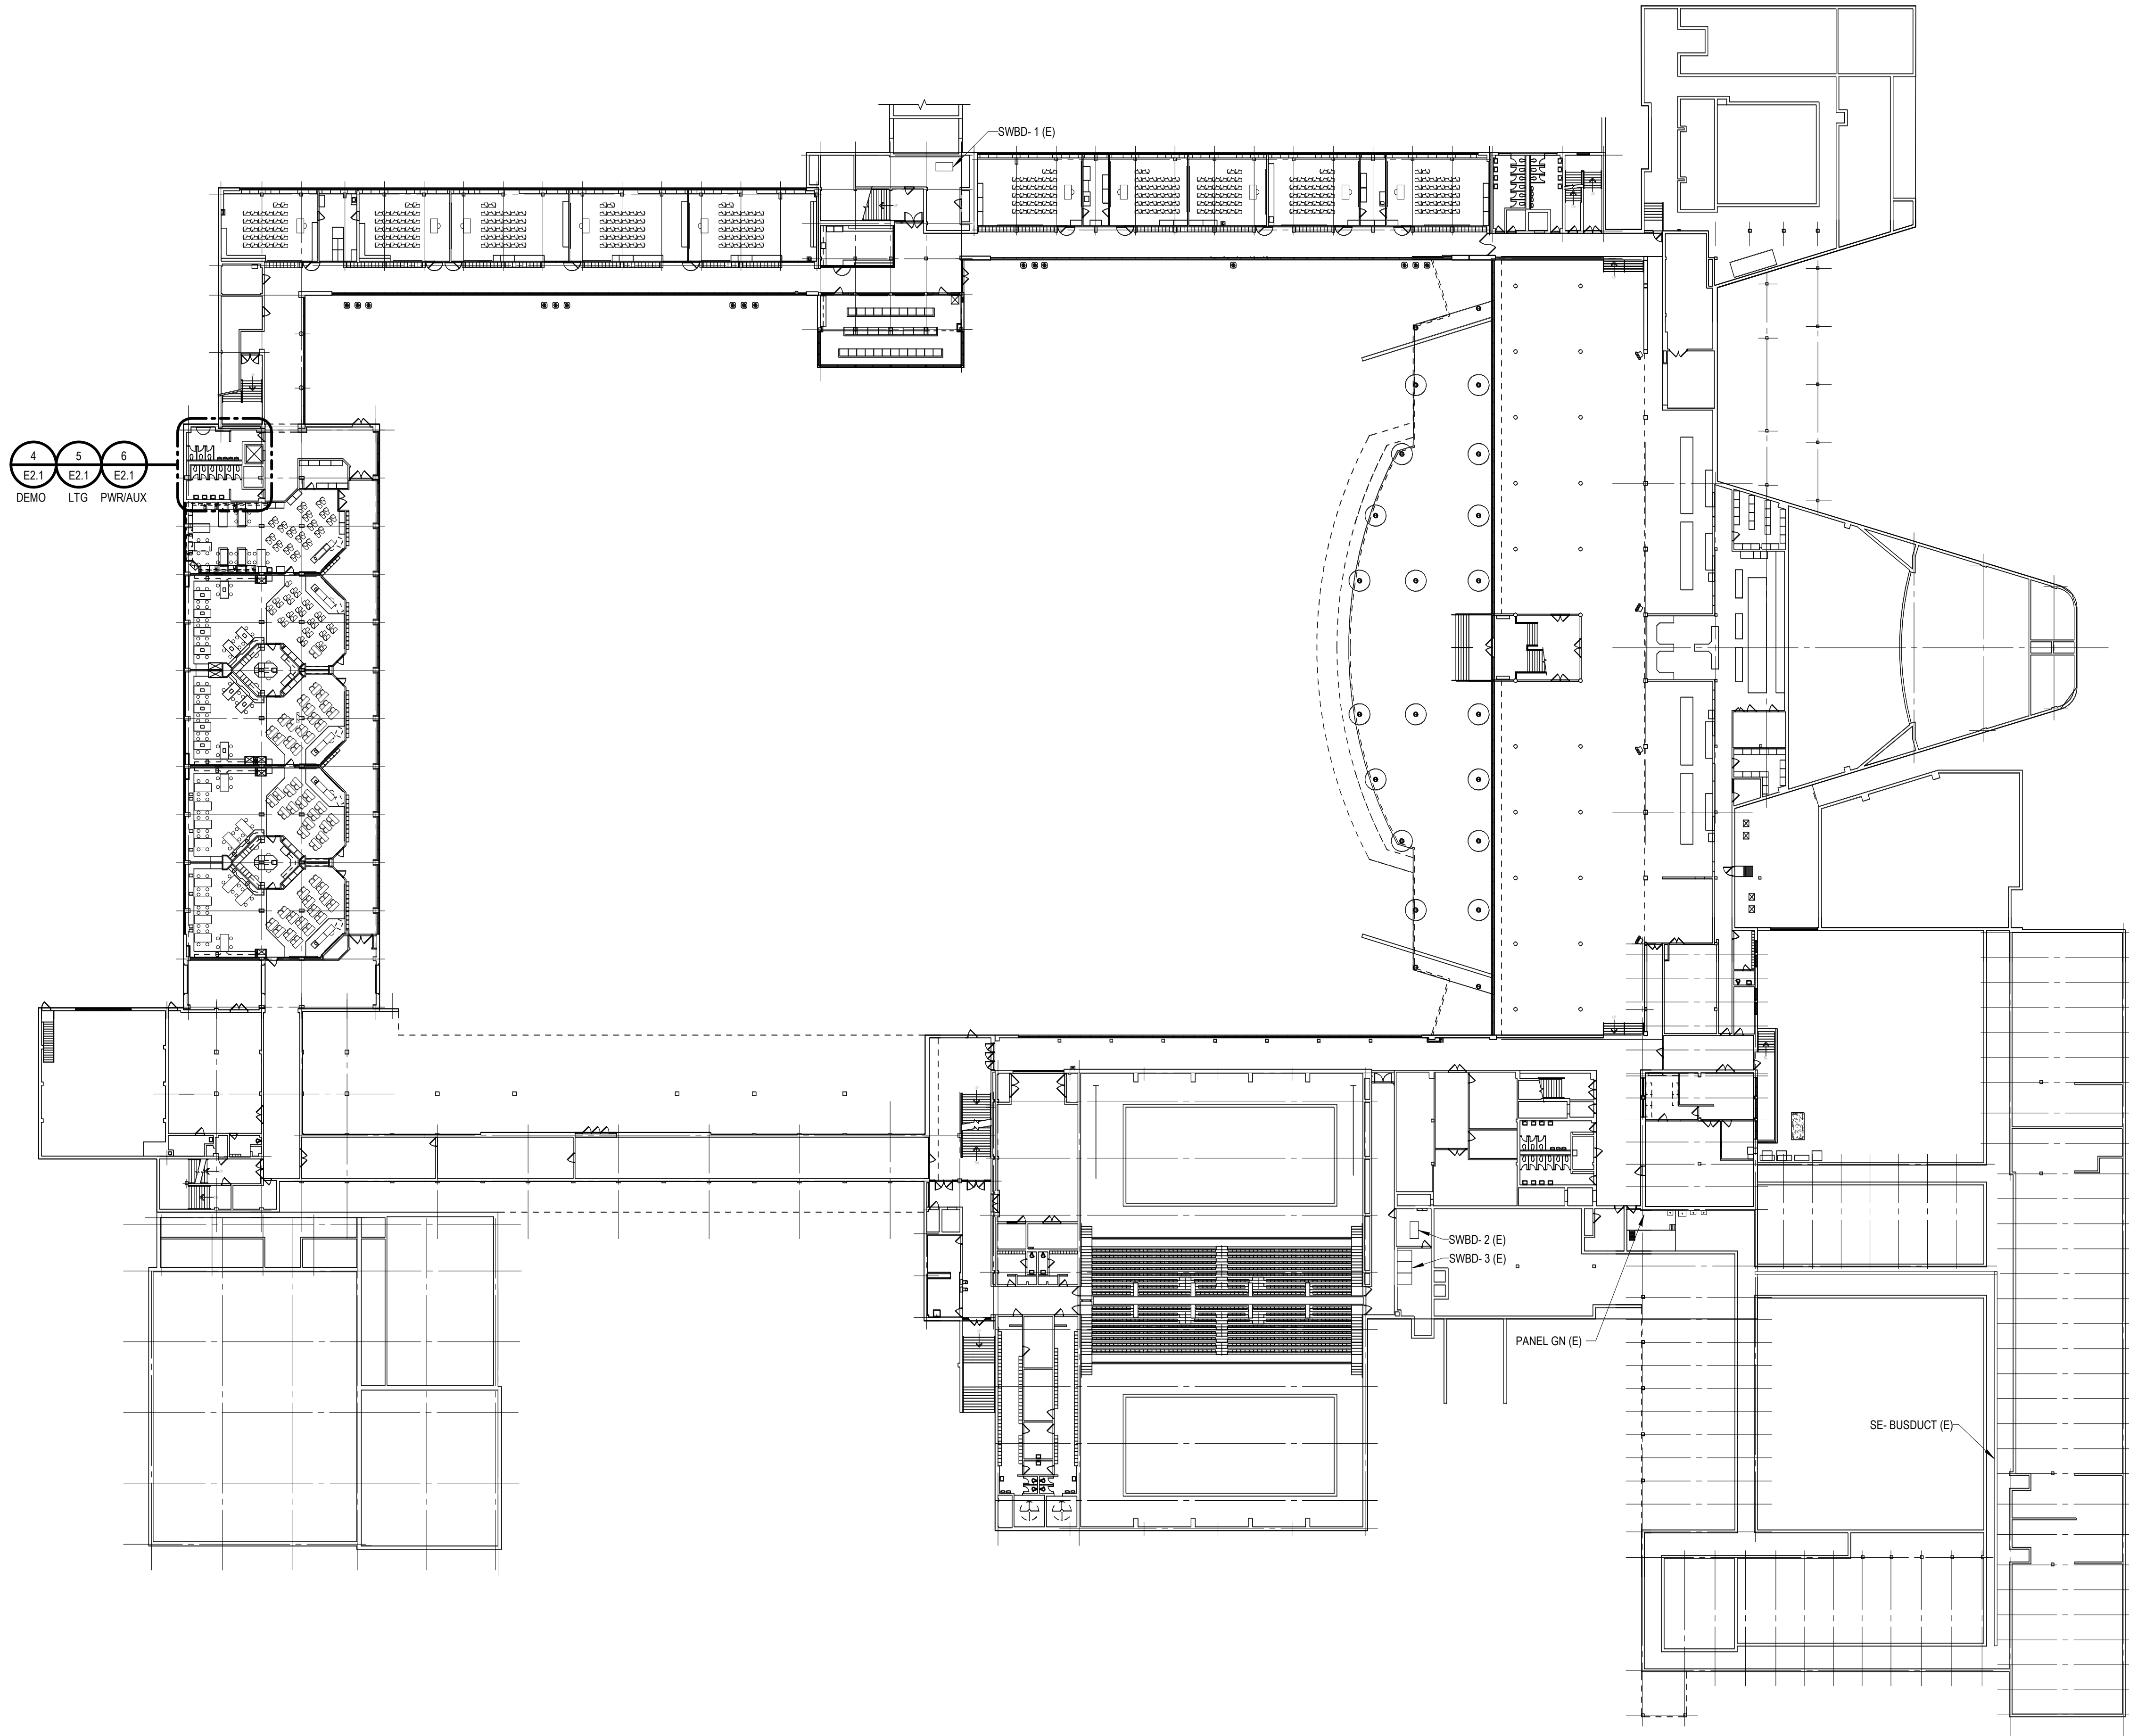 SWBD- 1 (E)
4 5 6
E2.1 E2.1 E2.1
DEMO LTG PWR/AUX
SWBD- 2 (E)
SWBD- 3 (E)
PANEL GN (E)
SE- BUSDUCT (E)